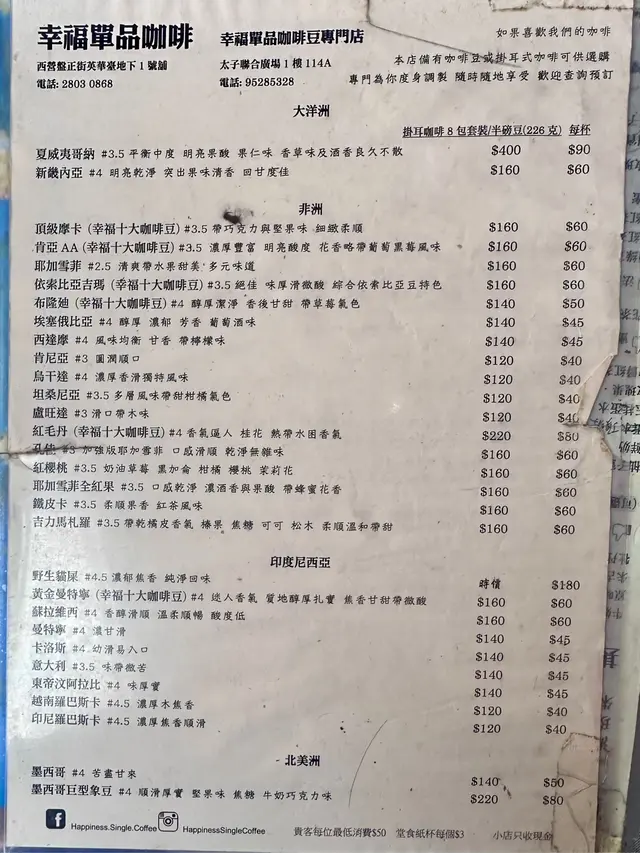 幸福單品咖啡 幸福單品咖啡豆專門店 如果喜歡我們的咖啡
西營盤正街英華臺地下 1 號舖 太子聯合廣場 1 樓 114A 本店備有咖啡豆或掛耳式咖啡可供選購
電話: 2803 0868 電話: 95285328 專門為你度身調製 隨時隨地享受 歡迎查詢預訂
大洋洲
掛耳咖啡 8 包套裝/半磅豆(226 克) 每杯
夏威夷哥納 #3.5 平衡中度 明亮果酸 果仁味 香草味及酒香良久不散 $400 $90
新畿內亞 #4 明亮乾淨 突出果味清香 回甘度佳 $160 $60
非洲
頂級摩卡 (幸福十大咖啡豆) #3.5 帶巧克力與堅果味 細緻柔順 $160 $60
肯亞 AA (幸福十大咖啡豆) #3.5 濃厚豐富 明亮酸度 花香略帶葡萄黑莓風味 $160 $60
耶加雪菲 #2.5 清爽帶水果甜美 多元味道 $160 $60
依索比亞吉瑪 (幸福十大咖啡豆) #3.5 絕佳 味厚滑微酸 綜合依索比亞豆特色 $160 $60
布隆迪 (幸福十大咖啡豆) #4 醇厚潔淨 香後甘甜 帶草莓氣色 $140 $50
埃塞俄比亞 #4 醇厚 濃郁 芳香 葡萄酒味 $140 $45
西達摩 #4 風味均衡 甘香 帶檸檬味 $140 $45
肯尼亞 #3 圓潤順口 $120 $40
烏干達 #4 濃厚香滑獨特風味 $120 $40
坦桑尼亞 #3.5 多層風味帶甜柑橘氣色 $120 $40
盧旺達 #3 滑口帶木味 $120 $40
紅毛丹 (幸福十大咖啡豆) #4 香氣逼人 桂花 熱帶水困香氣 $220 $80
#3 加強版耶加雪菲 口感滑順 乾淨無雜味 $160 $60
紅櫻桃 #3.5 奶油草莓 黑加侖 柑橘 櫻桃 茉莉花 $160 $60
耶加雪菲全紅果 #3.5 口感乾淨 濃酒香與果酸 帶蜂蜜花香 $160 $60
鐵皮卡 #3.5 柔順果香 紅茶風味 $160 $60
吉力馬札羅 #3.5 帶乾橘皮香氣 榛果 焦糖 可可 松木 柔順溫和帶甜 $160 $60
印度尼西亞
野生貓屎 #4.5 濃郁焦香 純淨回味 時價 $180
黃金曼特寧 (幸福十大咖啡豆) #4 迷人香氣 質地醇厚扎實 焦香甘甜帶微酸 $160 $60
蘇拉維西 #4 香醇滑順 溫柔順暢 酸度低 $160 $60
曼特寧 #4 濃甘滑 $140 $45
卡洛斯 #4 幼滑易入口 $140 $45
意大利 #3.5 味帶微苦 $140 $45
東帝汶阿拉比 #4 味厚實 $140 $45
越南羅巴斯卡 #4.5 濃厚木焦香 $120 $40
印尼羅巴斯卡 #4.5 濃厚焦香順滑 $120 $40
北美洲
墨西哥 #4 苦盡甘來 $140 $50
墨西哥巨型象豆 #4 順滑厚實 堅果味 焦糖 牛奶巧克力味 $220 $80
Happiness.Single.Coffee HappinessSingleCoffee 貴客每位最低消費$50 堂食紙杯每個$3 小店只收現金